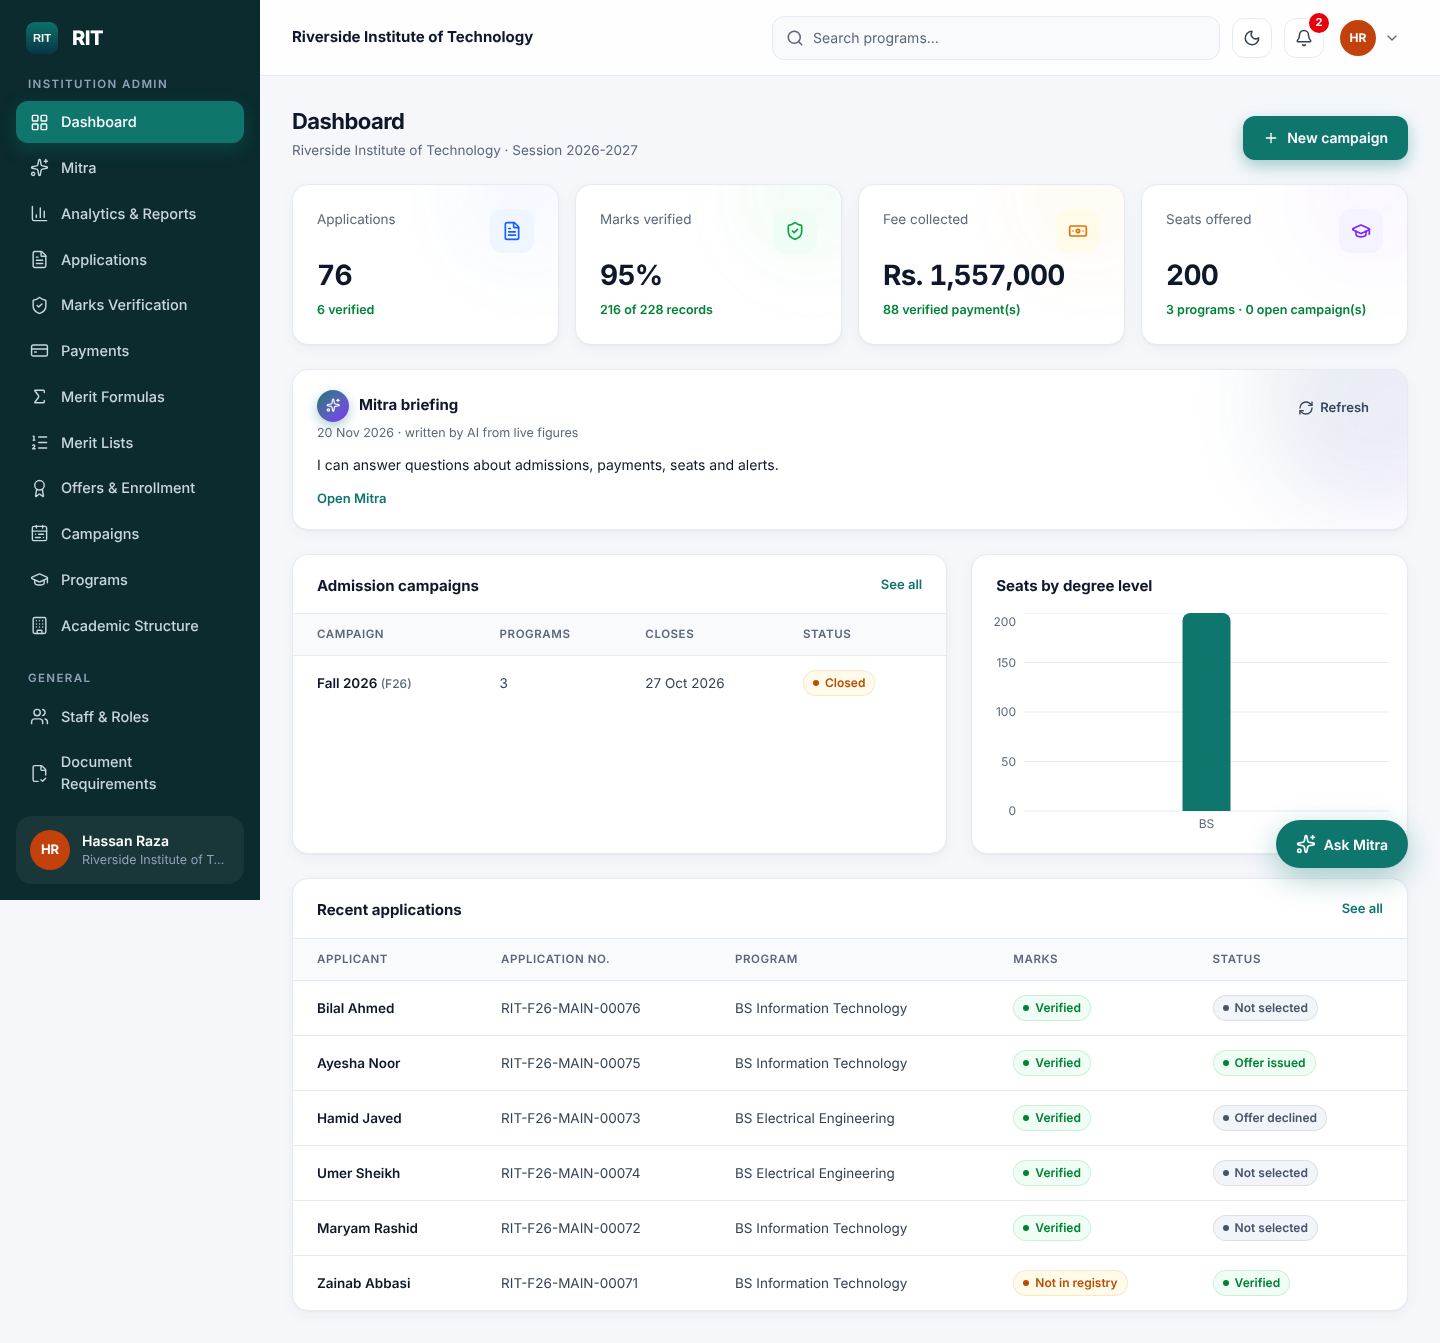 RIT RIT
INSTITUTION ADMIN
Dashboard
Mitra
Analytics & Reports
Applications
Marks Verification
Payments
Merit Formulas
Merit Lists
Offers & Enrollment
Campaigns
Programs
Academic Structure
GENERAL
Staff & Roles
Document
Requirements
HR
Hassan Raza
Riverside Institute of T...
Riverside Institute of Technology
Search programs...
2
HR
Dashboard
Riverside Institute of Technology · Session 2026-2027
New campaign
Applications
76
6 verified
Marks verified
95%
216 of 228 records
Fee collected
Rs. 1,557,000
88 verified payment(s)
Seats offered
200
3 programs · 0 open campaign(s)
Mitra briefing
20 Nov 2026 · written by AI from live figures
Refresh
I can answer questions about admissions, payments, seats and alerts.
Open Mitra
Admission campaigns
See all
CAMPAIGN PROGRAMS CLOSES STATUS
Fall 2026 (F26) 3 27 Oct 2026 Closed
Seats by degree level
200
150
100
50
0
BS
Ask Mitra
Recent applications
See all
APPLICANT APPLICATION NO. PROGRAM MARKS STATUS
Bilal Ahmed RIT-F26-MAIN-00076 BS Information Technology Verified Not selected
Ayesha Noor RIT-F26-MAIN-00075 BS Information Technology Verified Offer issued
Hamid Javed RIT-F26-MAIN-00073 BS Electrical Engineering Verified Offer declined
Umer Sheikh RIT-F26-MAIN-00074 BS Electrical Engineering Verified Not selected
Maryam Rashid RIT-F26-MAIN-00072 BS Information Technology Verified Not selected
Zainab Abbasi RIT-F26-MAIN-00071 BS Information Technology Not in registry Verified